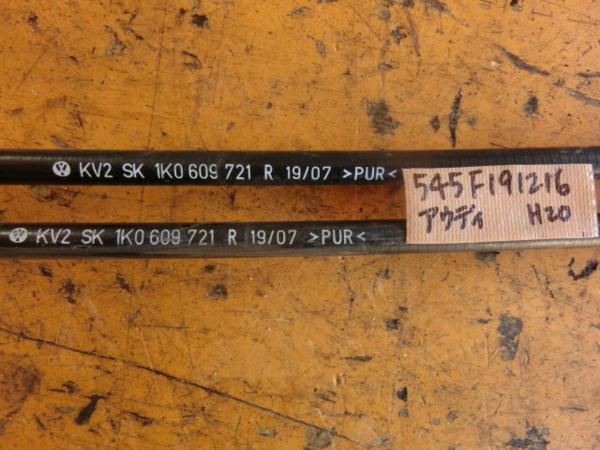 KV2 SK 1K0 609 721 R 19/07 >PUR<
545F191216
アウディ H20
KV2 SK 1K0 609 721 R 19/07 >PUR<